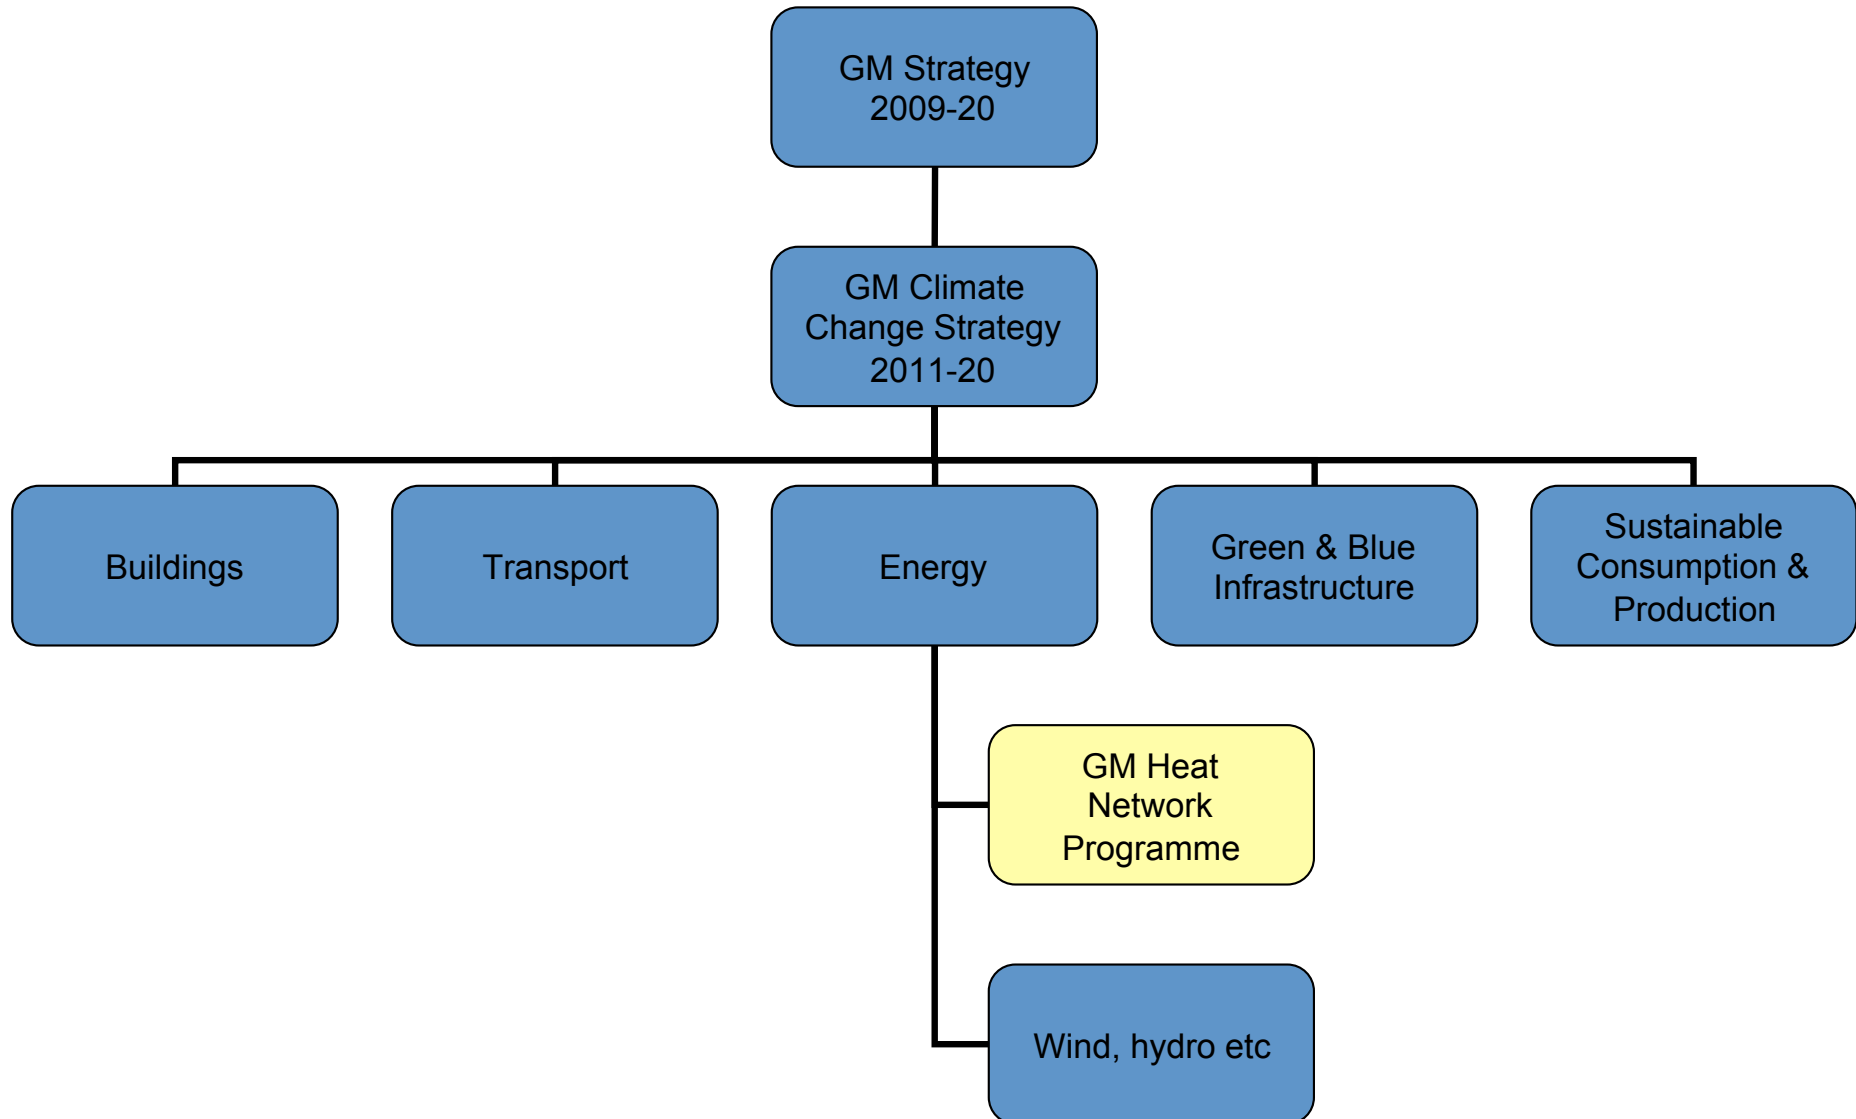 GM Strategy
2009-20
GM Climate
Change Strategy
2011-20
Buildings
Transport
Energy
Green & Blue
Infrastructure
Sustainable
Consumption &
Production
GM Heat
Network
Programme
Wind, hydro etc